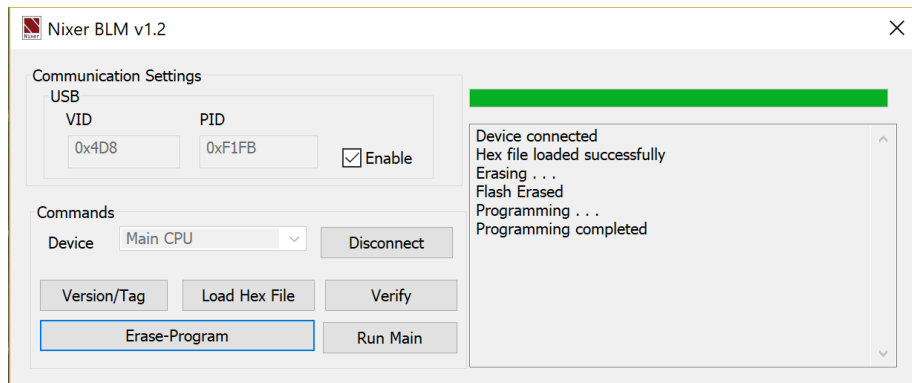 Nixer BLM v1.2
Communication Settings
USB
VID
PID
0x4D8
0xF1FB
Enable
Commands
Device
Main CPU
Disconnect
Version/Tag
Load Hex File
Verify
Erase-Program
Run Main
Device connected
Hex file loaded successfully
Erasing . . .
Flash Erased
Programming . . .
Programming completed